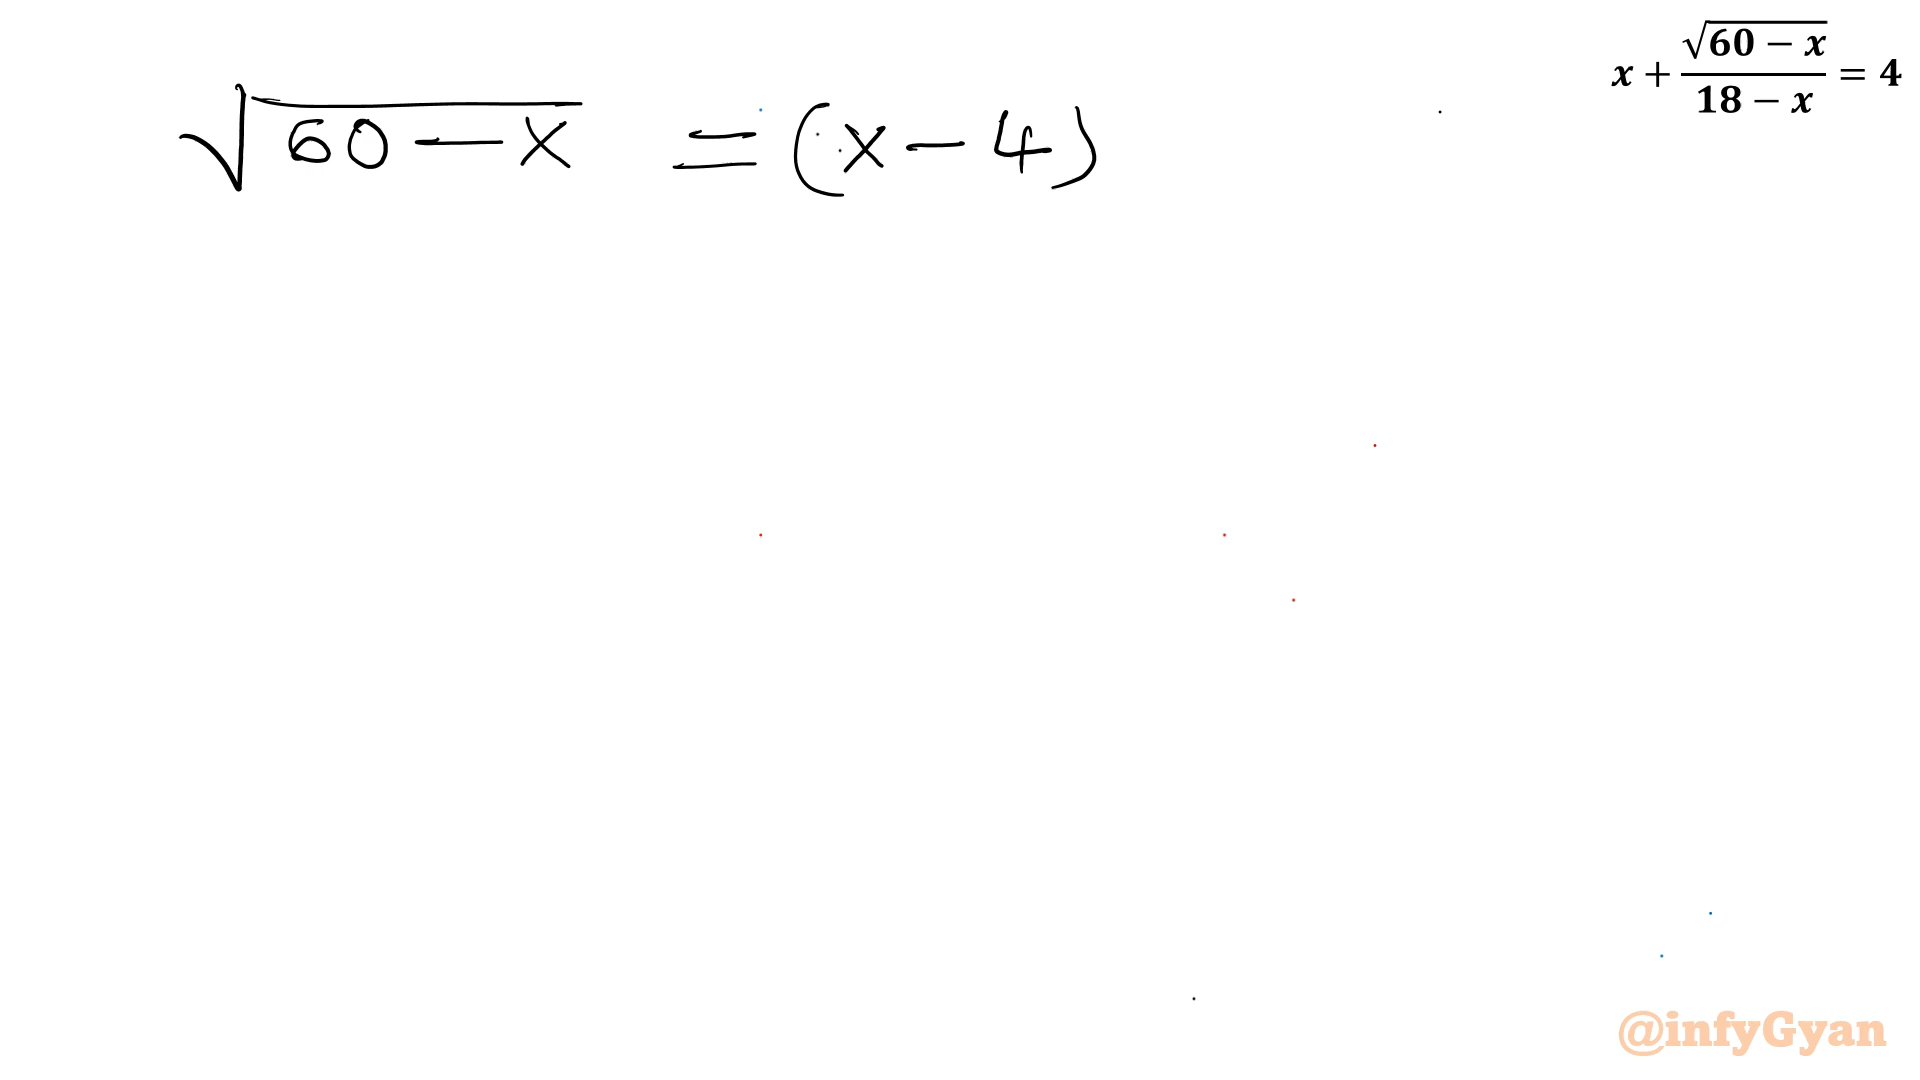 x + √(60 − x)/(18 − x) = 4
√(60 − x) = (x − 4)
@infyGyan